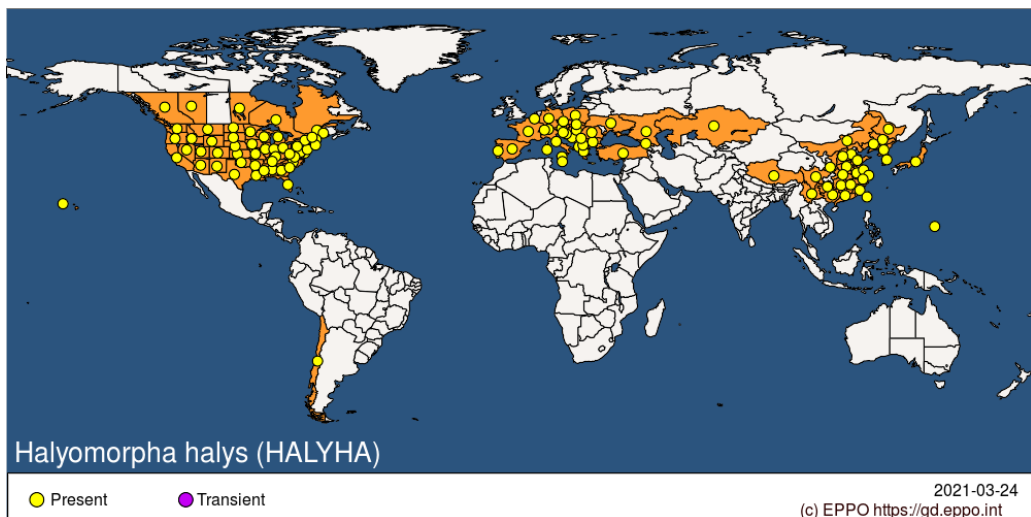 Halyomorpha halys (HALYHA)
Present
Transient
2021-03-24
(c) EPPO https://gd.eppo.int